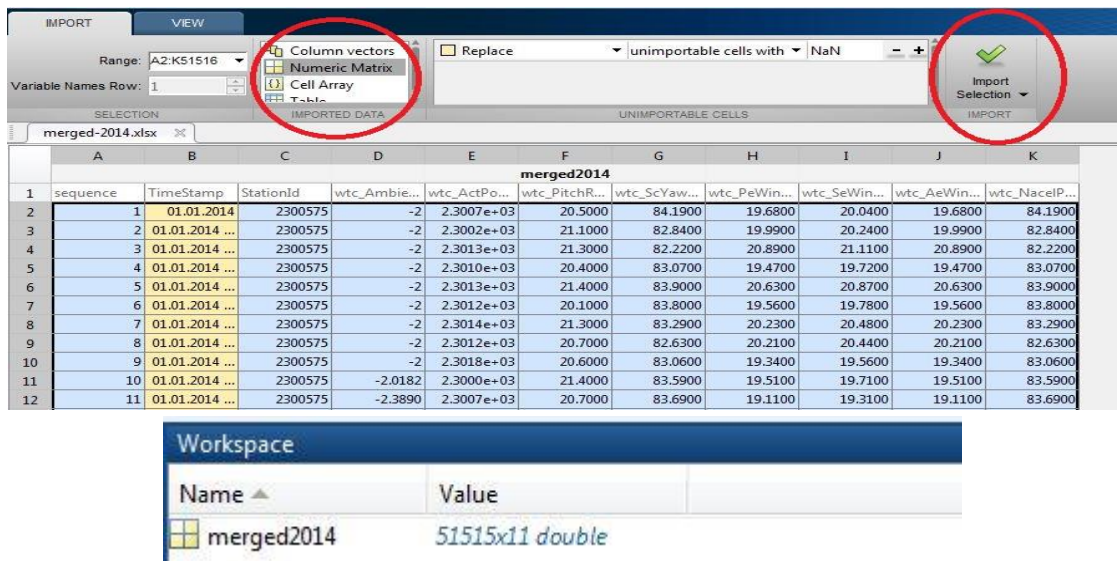 IMPORT VIEW
Range: A2:K51516
Variable Names Row: 1
SELECTION
Column vectors
Numeric Matrix
Cell Array
Table
IMPORTED DATA
Replace unimportable cells with NaN
UNIMPORTABLE CELLS
Import
Selection
IMPORT
merged-2014.xlsx
A B C D E F G H I J K
merged2014
1 sequence TimeStamp StationId wtc_Ambie... wtc_ActPo... wtc_PitchR... wtc_ScYaw... wtc_PeWin... wtc_SeWin... wtc_AeWin... wtc_NacelP...
2 1 01.01.2014 2300575 -2 2.3007e+03 20.5000 84.1900 19.6800 20.0400 19.6800 84.1900
3 2 01.01.2014 ... 2300575 -2 2.3002e+03 21.1000 82.8400 19.9900 20.2400 19.9900 82.8400
4 3 01.01.2014 ... 2300575 -2 2.3013e+03 21.3000 82.2200 20.8900 21.1100 20.8900 82.2200
5 4 01.01.2014 ... 2300575 -2 2.3010e+03 20.4000 83.0700 19.4700 19.7200 19.4700 83.0700
6 5 01.01.2014 ... 2300575 -2 2.3013e+03 21.4000 83.9000 20.6300 20.8700 20.6300 83.9000
7 6 01.01.2014 ... 2300575 -2 2.3012e+03 20.1000 83.8000 19.5600 19.7800 19.5600 83.8000
8 7 01.01.2014 ... 2300575 -2 2.3014e+03 21.3000 83.2900 20.2300 20.4800 20.2300 83.2900
9 8 01.01.2014 ... 2300575 -2 2.3012e+03 20.7000 82.6300 20.2100 20.4400 20.2100 82.6300
10 9 01.01.2014 ... 2300575 -2 2.3018e+03 20.6000 83.0600 19.3400 19.5600 19.3400 83.0600
11 10 01.01.2014 ... 2300575 -2.0182 2.3000e+03 21.4000 83.5900 19.5100 19.7100 19.5100 83.5900
12 11 01.01.2014 ... 2300575 -2.3890 2.3007e+03 20.7000 83.6900 19.1100 19.3100 19.1100 83.6900
Workspace
Name Value
merged2014 51515x11 double